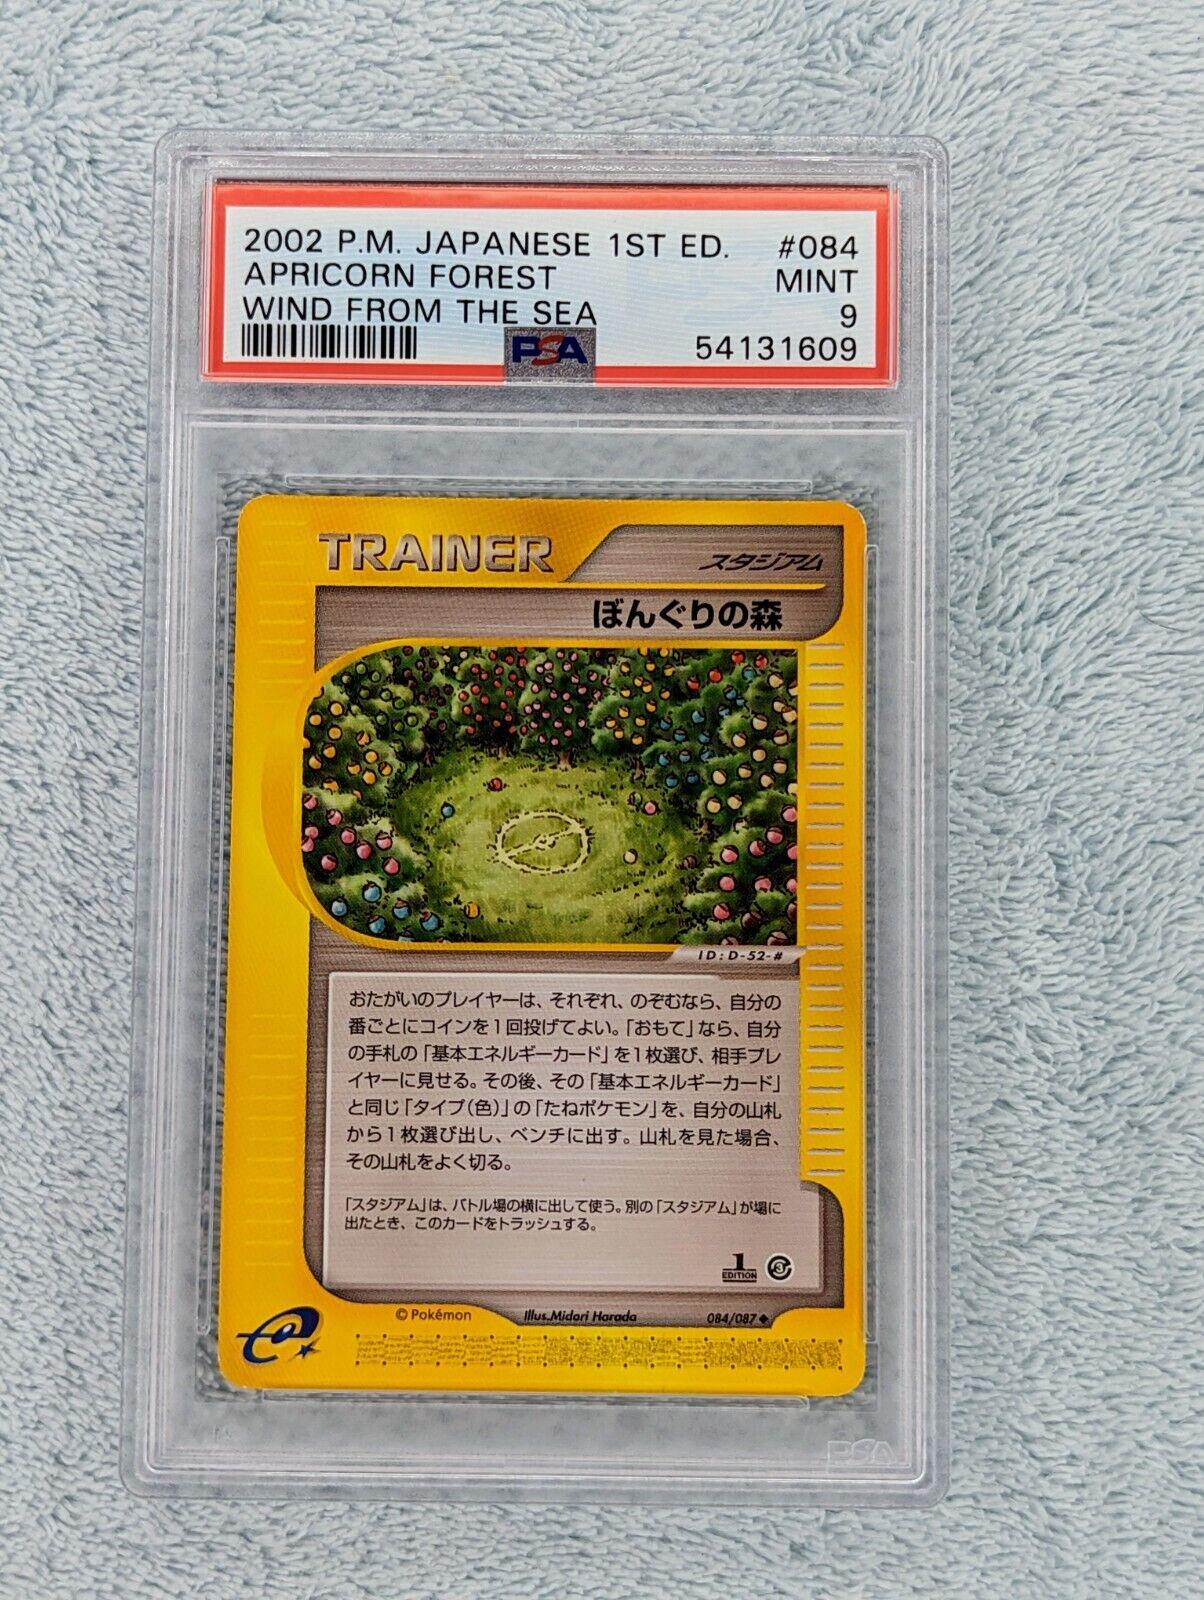 2002 P.M. JAPANESE 1ST ED. #084
APRICORN FOREST MINT
WIND FROM THE SEA 9
PSA 54131609
TRAINER
スタジアム
ぼんぐりの森
ID:D-52-#
おたがいのプレイヤーは、それぞれ、のぞむなら、自分の
番ごとにコインを1回投げてよい。「おもて」なら、自分
の手札の「基本エネルギーカード」を1枚選び、相手プレ
イヤーに見せる。その後、その「基本エネルギーカード」
と同じ「タイプ(色)」の「たねポケモン」を、自分の山札
から1枚選び出し、ベンチに出す。山札を見た場合、
その山札をよく切る。
「スタジアム」は、バトル場の横に出して使う。別の「スタジアム」が場に
出たとき、このカードをトラッシュする。
1
EDITION
3
© Pokémon Illus.Midori Harada 084/087 ◆
e
PSA